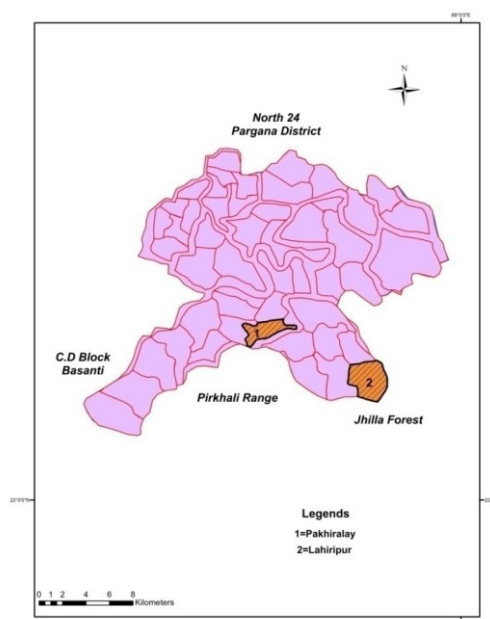 N
North 24
Pargana District
1
C.D Block
Basanti
2
Pirkhali Range
Jhilla Forest
Legends
1=Pakhiralay
2=Lahiripur
0 1 2 4 6 8
Kilometers